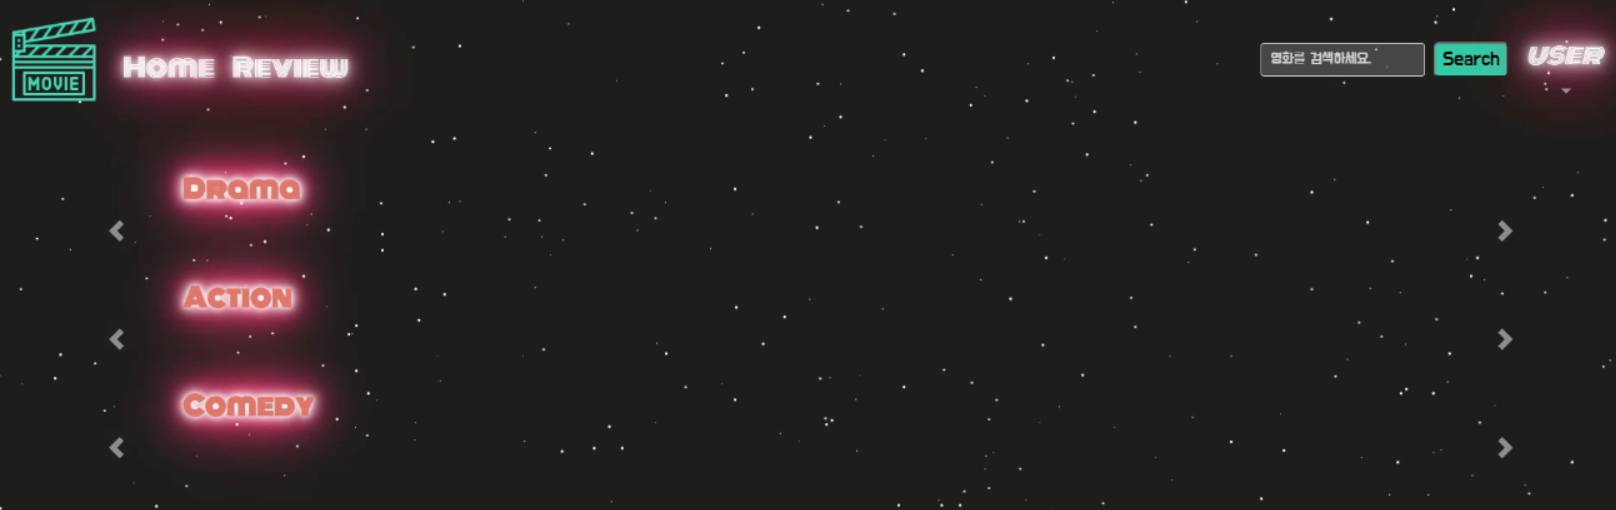 MOVIE
Home Review
영화를 검색하세요.
Search
USER
Drama
Action
Comedy